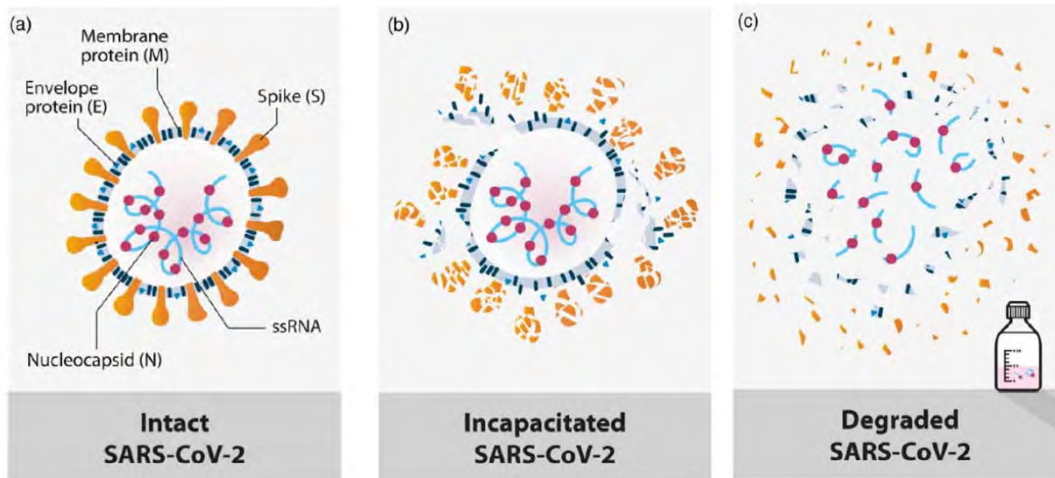 (a)
Membrane
protein (M)
Envelope
protein (E)
Spike (S)
ssRNA
Nucleocapsid (N)
Intact
SARS-CoV-2
(b)
Incapacitated
SARS-CoV-2
(c)
Degraded
SARS-CoV-2